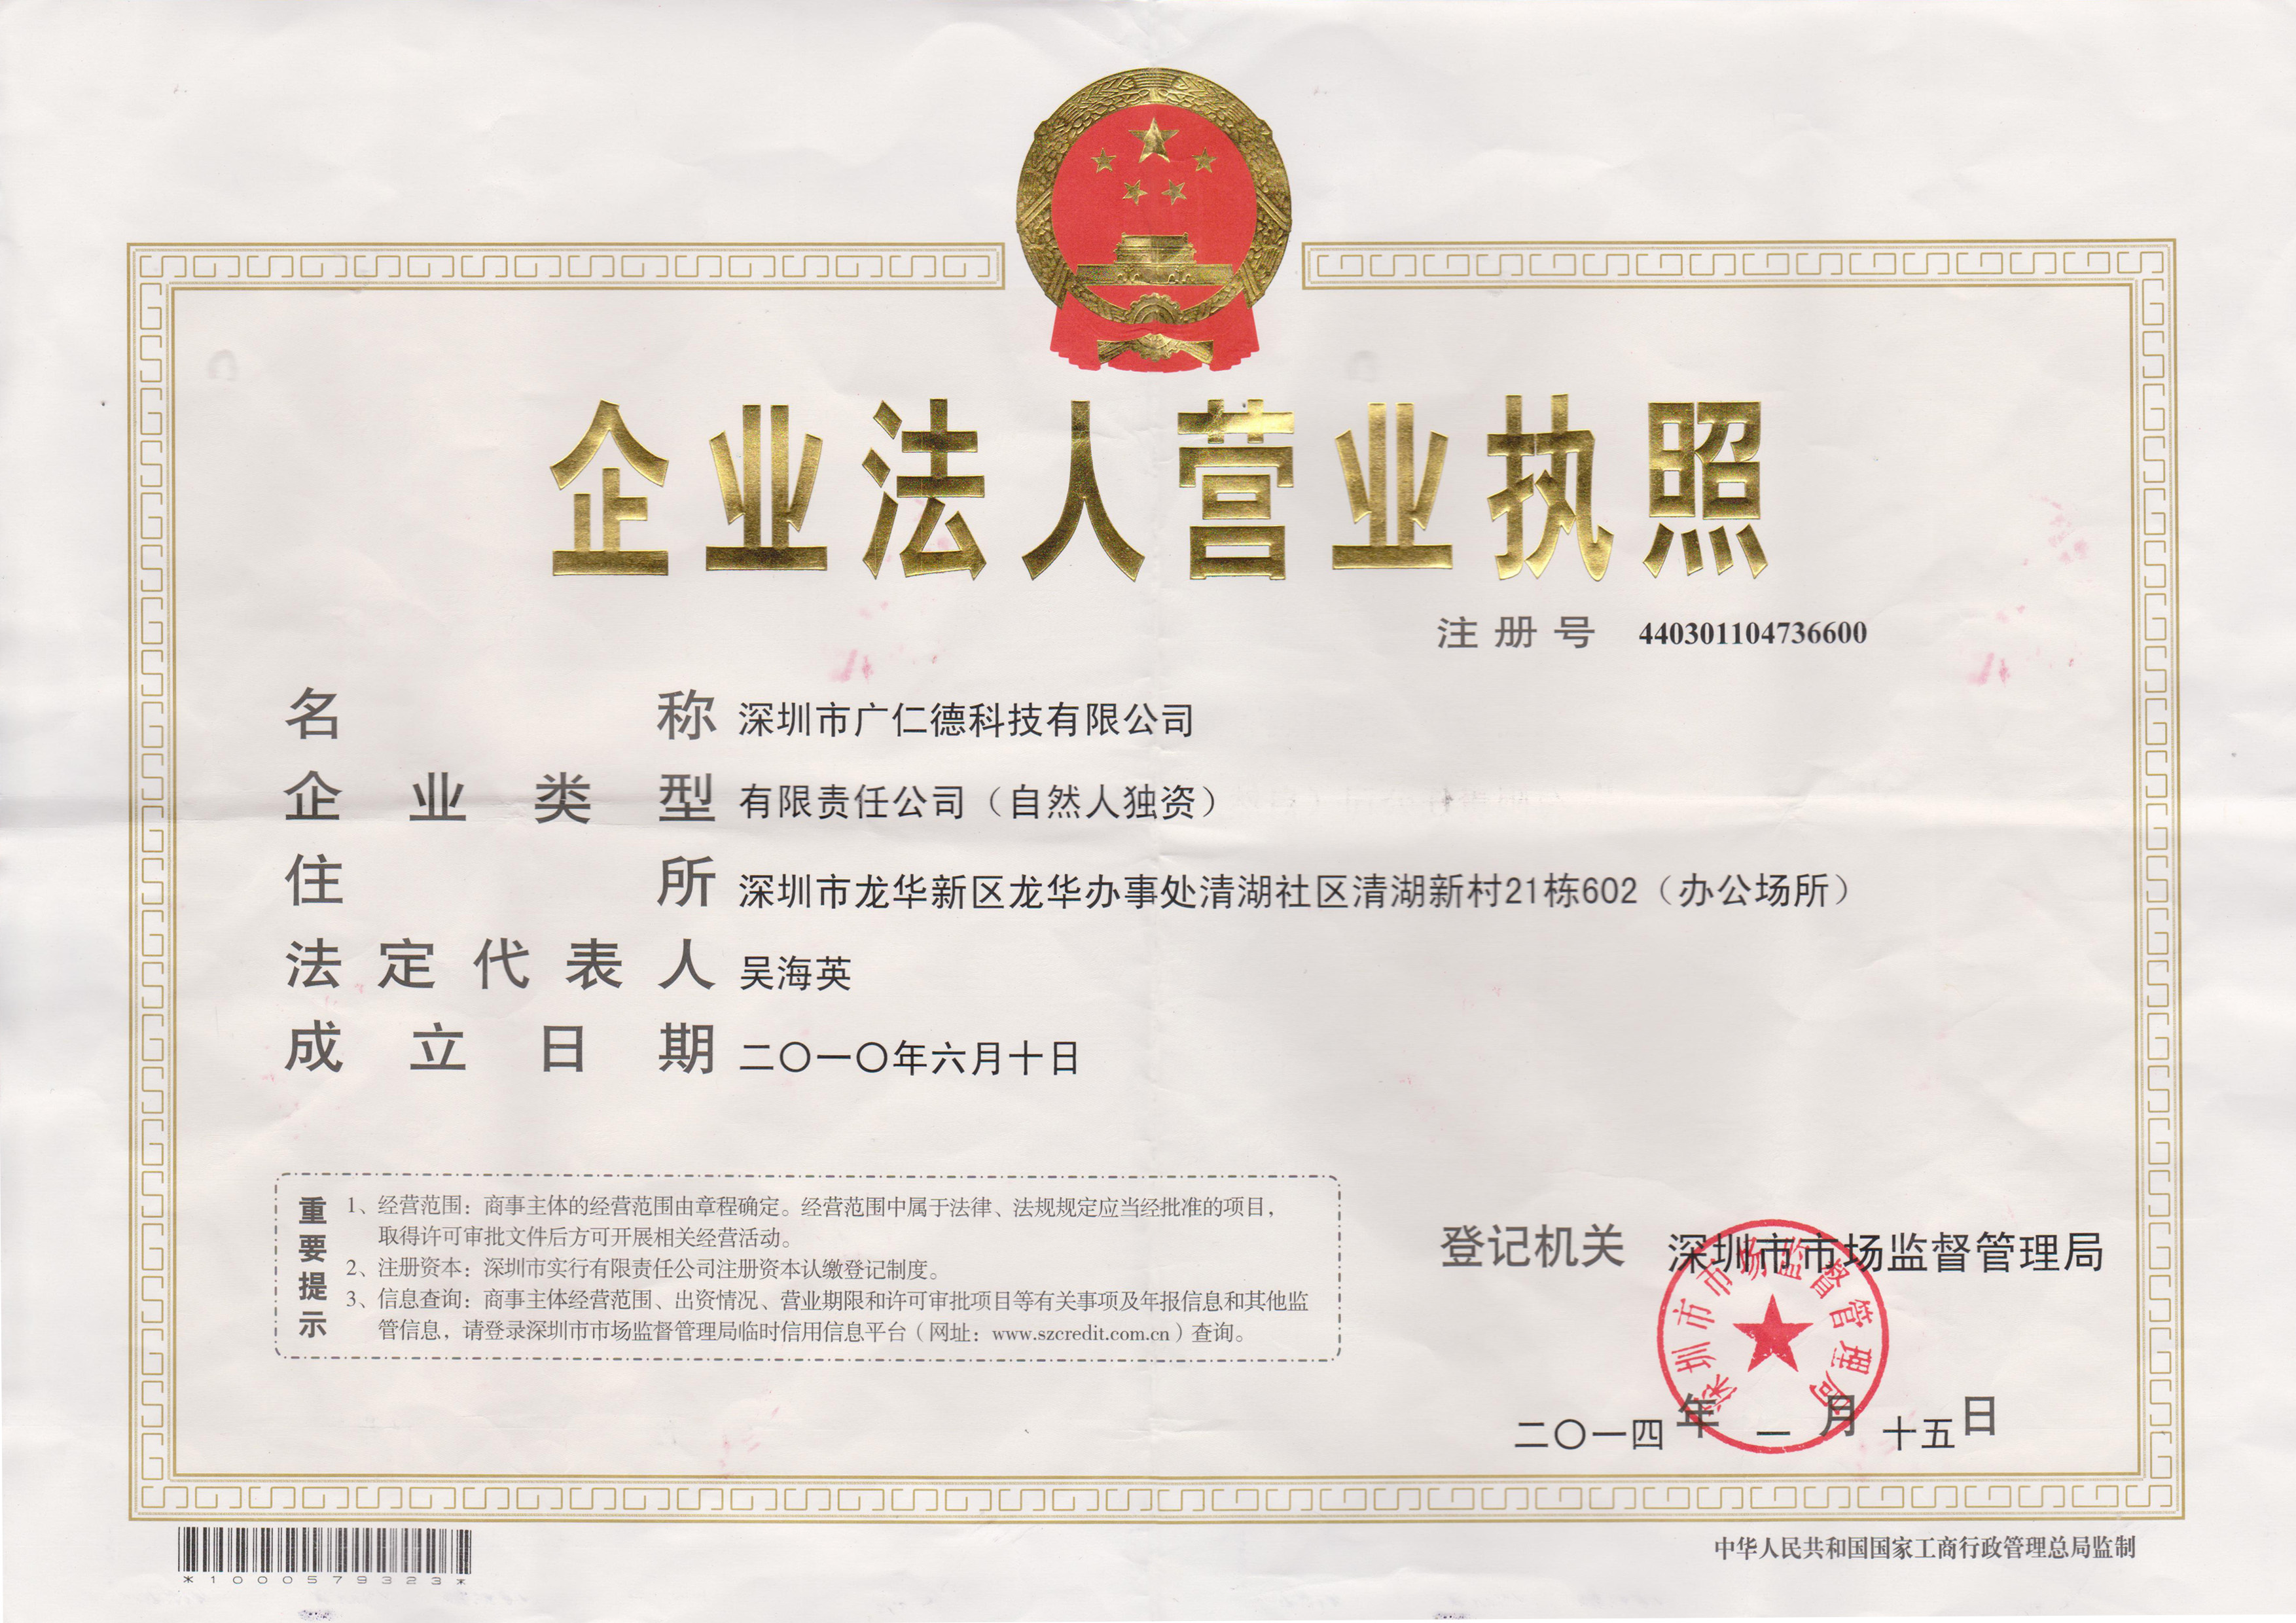 企业法人营业执照
注册号 440301104736600
名称 深圳市广仁德科技有限公司
企业类型 有限责任公司（自然人独资）
住所 深圳市龙华新区龙华办事处清湖社区清湖新村21栋602（办公场所）
法定代表人 吴海英
成立日期 二〇一〇年六月十日
重要提示
1、经营范围：商事主体的经营范围由章程确定。经营范围中属于法律、法规规定应当经批准的项目，
取得许可审批文件后方可开展相关经营活动。
2、注册资本：深圳市实行有限责任公司注册资本认缴登记制度。
3、信息查询：商事主体经营范围、出资情况、营业期限和许可审批项目等有关事项及年报信息和其他监
管信息，请登录深圳市市场监督管理局临时信用信息平台（网址：www.szcredit.com.cn）查询。
登记机关 深圳市市场监督管理局
深圳市市场监督管理局
二〇一四年一月十五日
*1000579323*
中华人民共和国国家工商行政管理总局监制